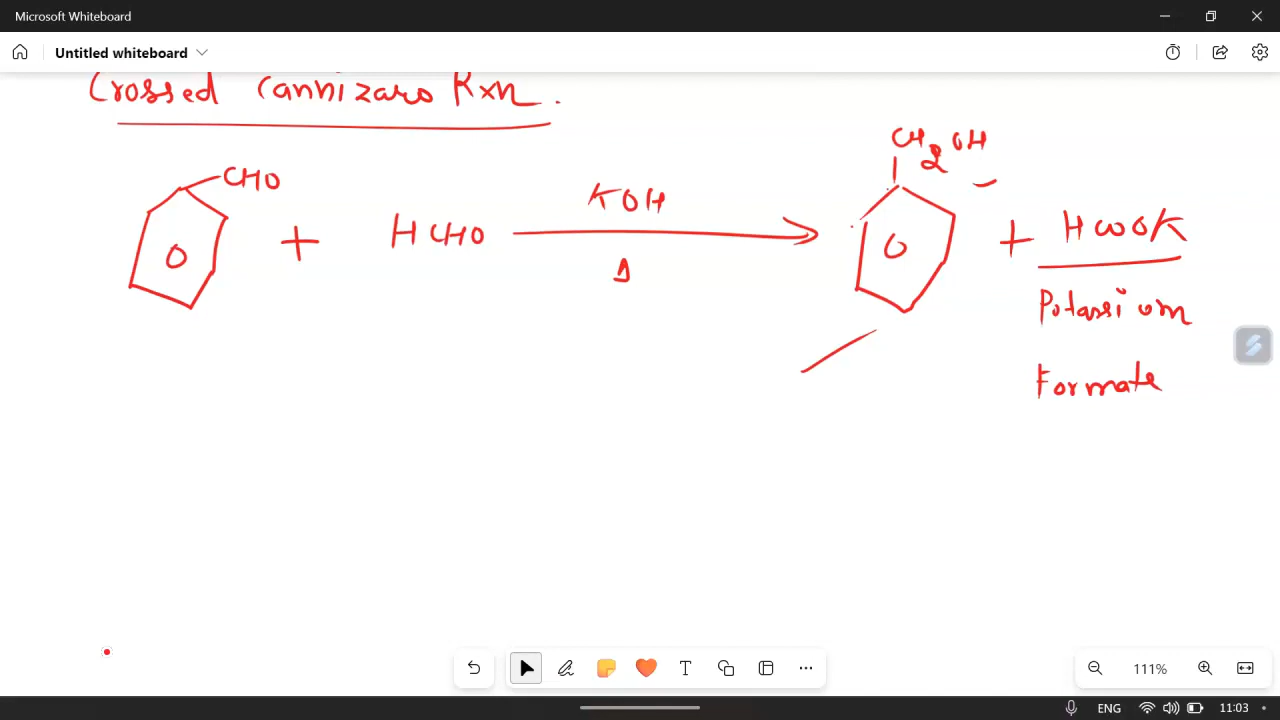 Microsoft Whiteboard
Untitled whiteboard
Crossed Cannizaro Rxn.
CHO
+
HCHO
KOH
Δ
CH2OH
+
HCOOK
Potassium
Formate
T
111%
ENG
11:03